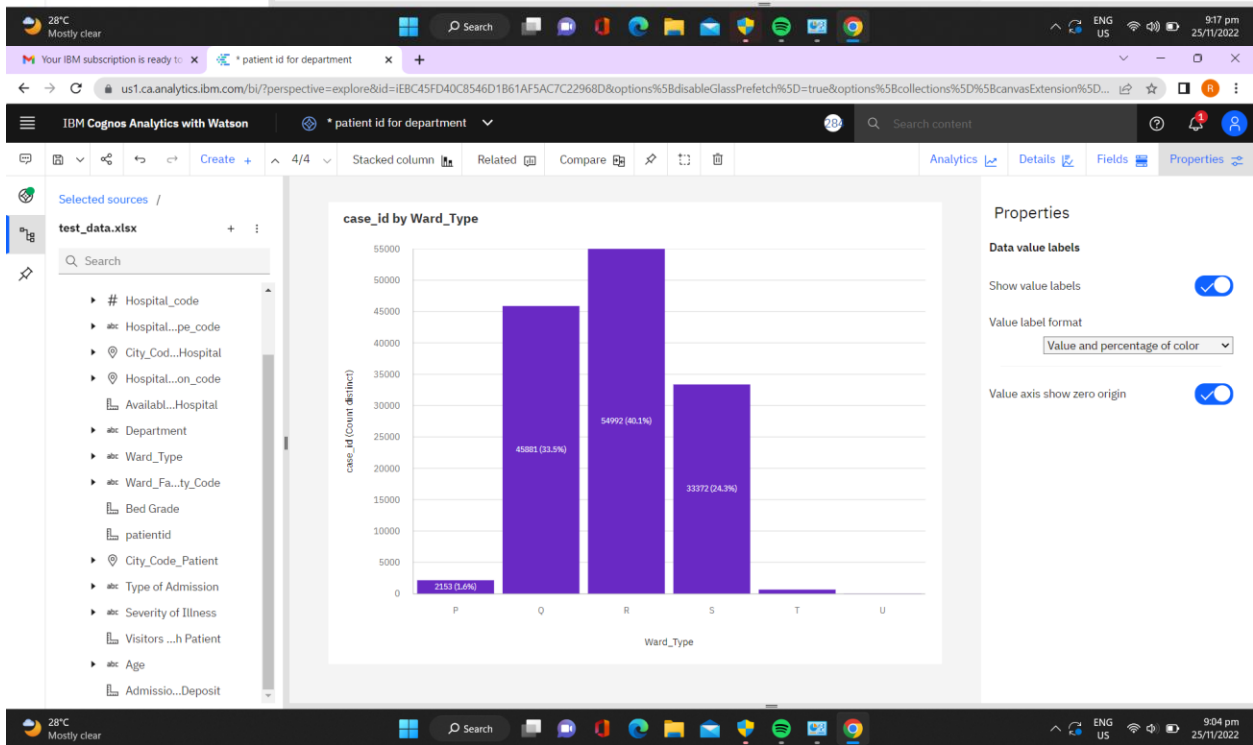 28°C
Mostly clear
Search
ENG
US
9:17 pm
25/11/2022
Your IBM subscription is ready to
* patient id for department
us1.ca.analytics.ibm.com/bi/?perspective=explore&id=iEBC45FD40C8546D1B61AF5AC7C22968D&options%5BdisableGlassPrefetch%5D=true&options%5Bcollections%5D%5BcanvasExtension%5D...
R
IBM Cognos Analytics with Watson
* patient id for department
284
Search content
1
Create +
4/4
Stacked column
Related
Compare
Analytics
Details
Fields
Properties
Selected sources /
test_data.xlsx
Search
# Hospital_code
abc Hospital...pe_code
City_Cod...Hospital
Hospital...on_code
Availabl...Hospital
abc Department
abc Ward_Type
abc Ward_Fa...ty_Code
Bed Grade
patientid
City_Code_Patient
abc Type of Admission
abc Severity of Illness
Visitors ...h Patient
abc Age
Admissio...Deposit
case_id by Ward_Type
case_id (Count distinct)
55000
50000
45000
40000
35000
30000
25000
20000
15000
10000
5000
0
2153 (1.6%)
45881 (33.5%)
54992 (40.1%)
33372 (24.3%)
P Q R S T U
Ward_Type
Properties
Data value labels
Show value labels
Value label format
Value and percentage of color
Value axis show zero origin
28°C
Mostly clear
Search
ENG
US
9:04 pm
25/11/2022